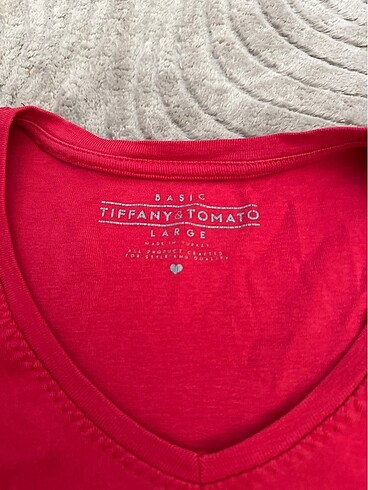 BASIC
TIFFANY & TOMATO
LARGE
MADE IN TURKEY
ALL PRODUCT CRAFTED
FOR STYLE AND QUALITY